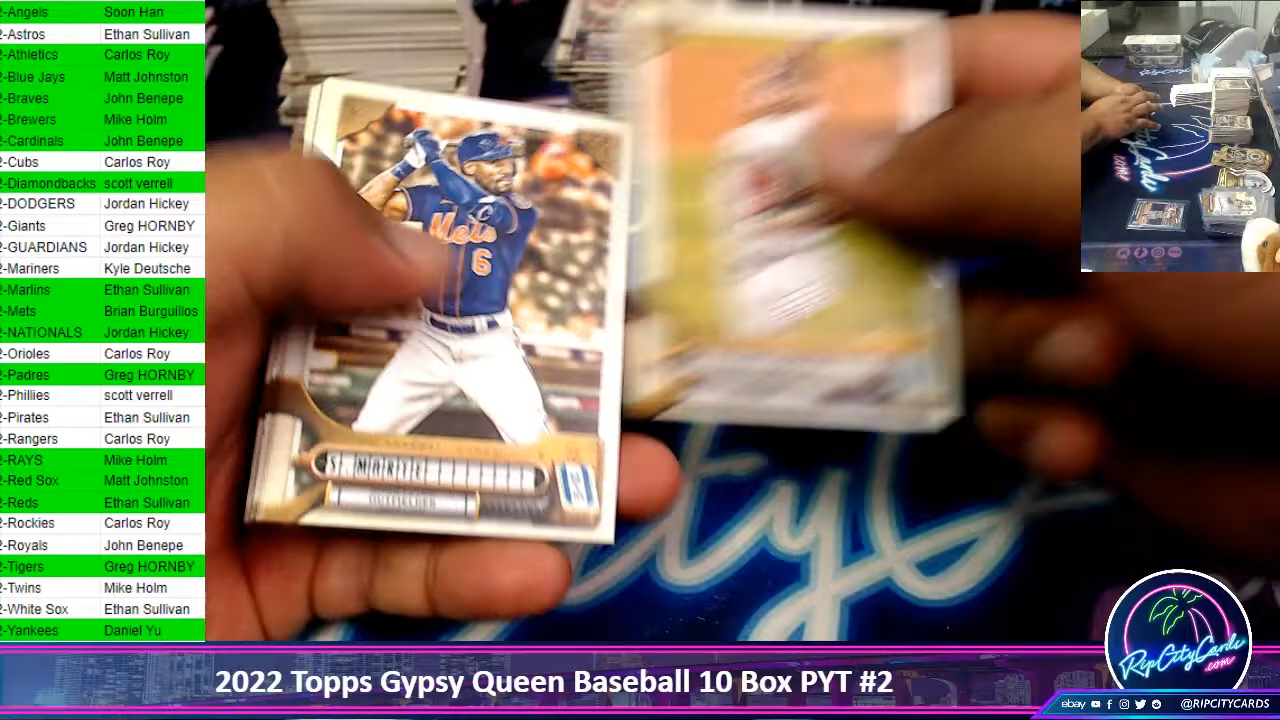 2-Angels Soon Han
2-Astros Ethan Sullivan
2-Athletics Carlos Roy
2-Blue Jays Matt Johnston
2-Braves John Benepe
2-Brewers Mike Holm
2-Cardinals John Benepe
2-Cubs Carlos Roy
2-Diamondbacks scott verrell
2-DODGERS Jordan Hickey
2-Giants Greg HORNBY
2-GUARDIANS Jordan Hickey
2-Mariners Kyle Deutsche
2-Marlins Ethan Sullivan
2-Mets Brian Burguillos
2-NATIONALS Jordan Hickey
2-Orioles Carlos Roy
2-Padres Greg HORNBY
2-Phillies scott verrell
2-Pirates Ethan Sullivan
2-Rangers Carlos Roy
2-RAYS Mike Holm
2-Red Sox Matt Johnston
2-Reds Ethan Sullivan
2-Rockies Carlos Roy
2-Royals John Benepe
2-Tigers Greg HORNBY
2-Twins Mike Holm
2-White Sox Ethan Sullivan
2-Yankees Daniel Yu
Mets
6
S. MARTE
OUTFIELDER
2022 Topps Gypsy Queen Baseball 10 Box PYT #2
RipCityCards
.com
ebay @RIPCITYCARDS